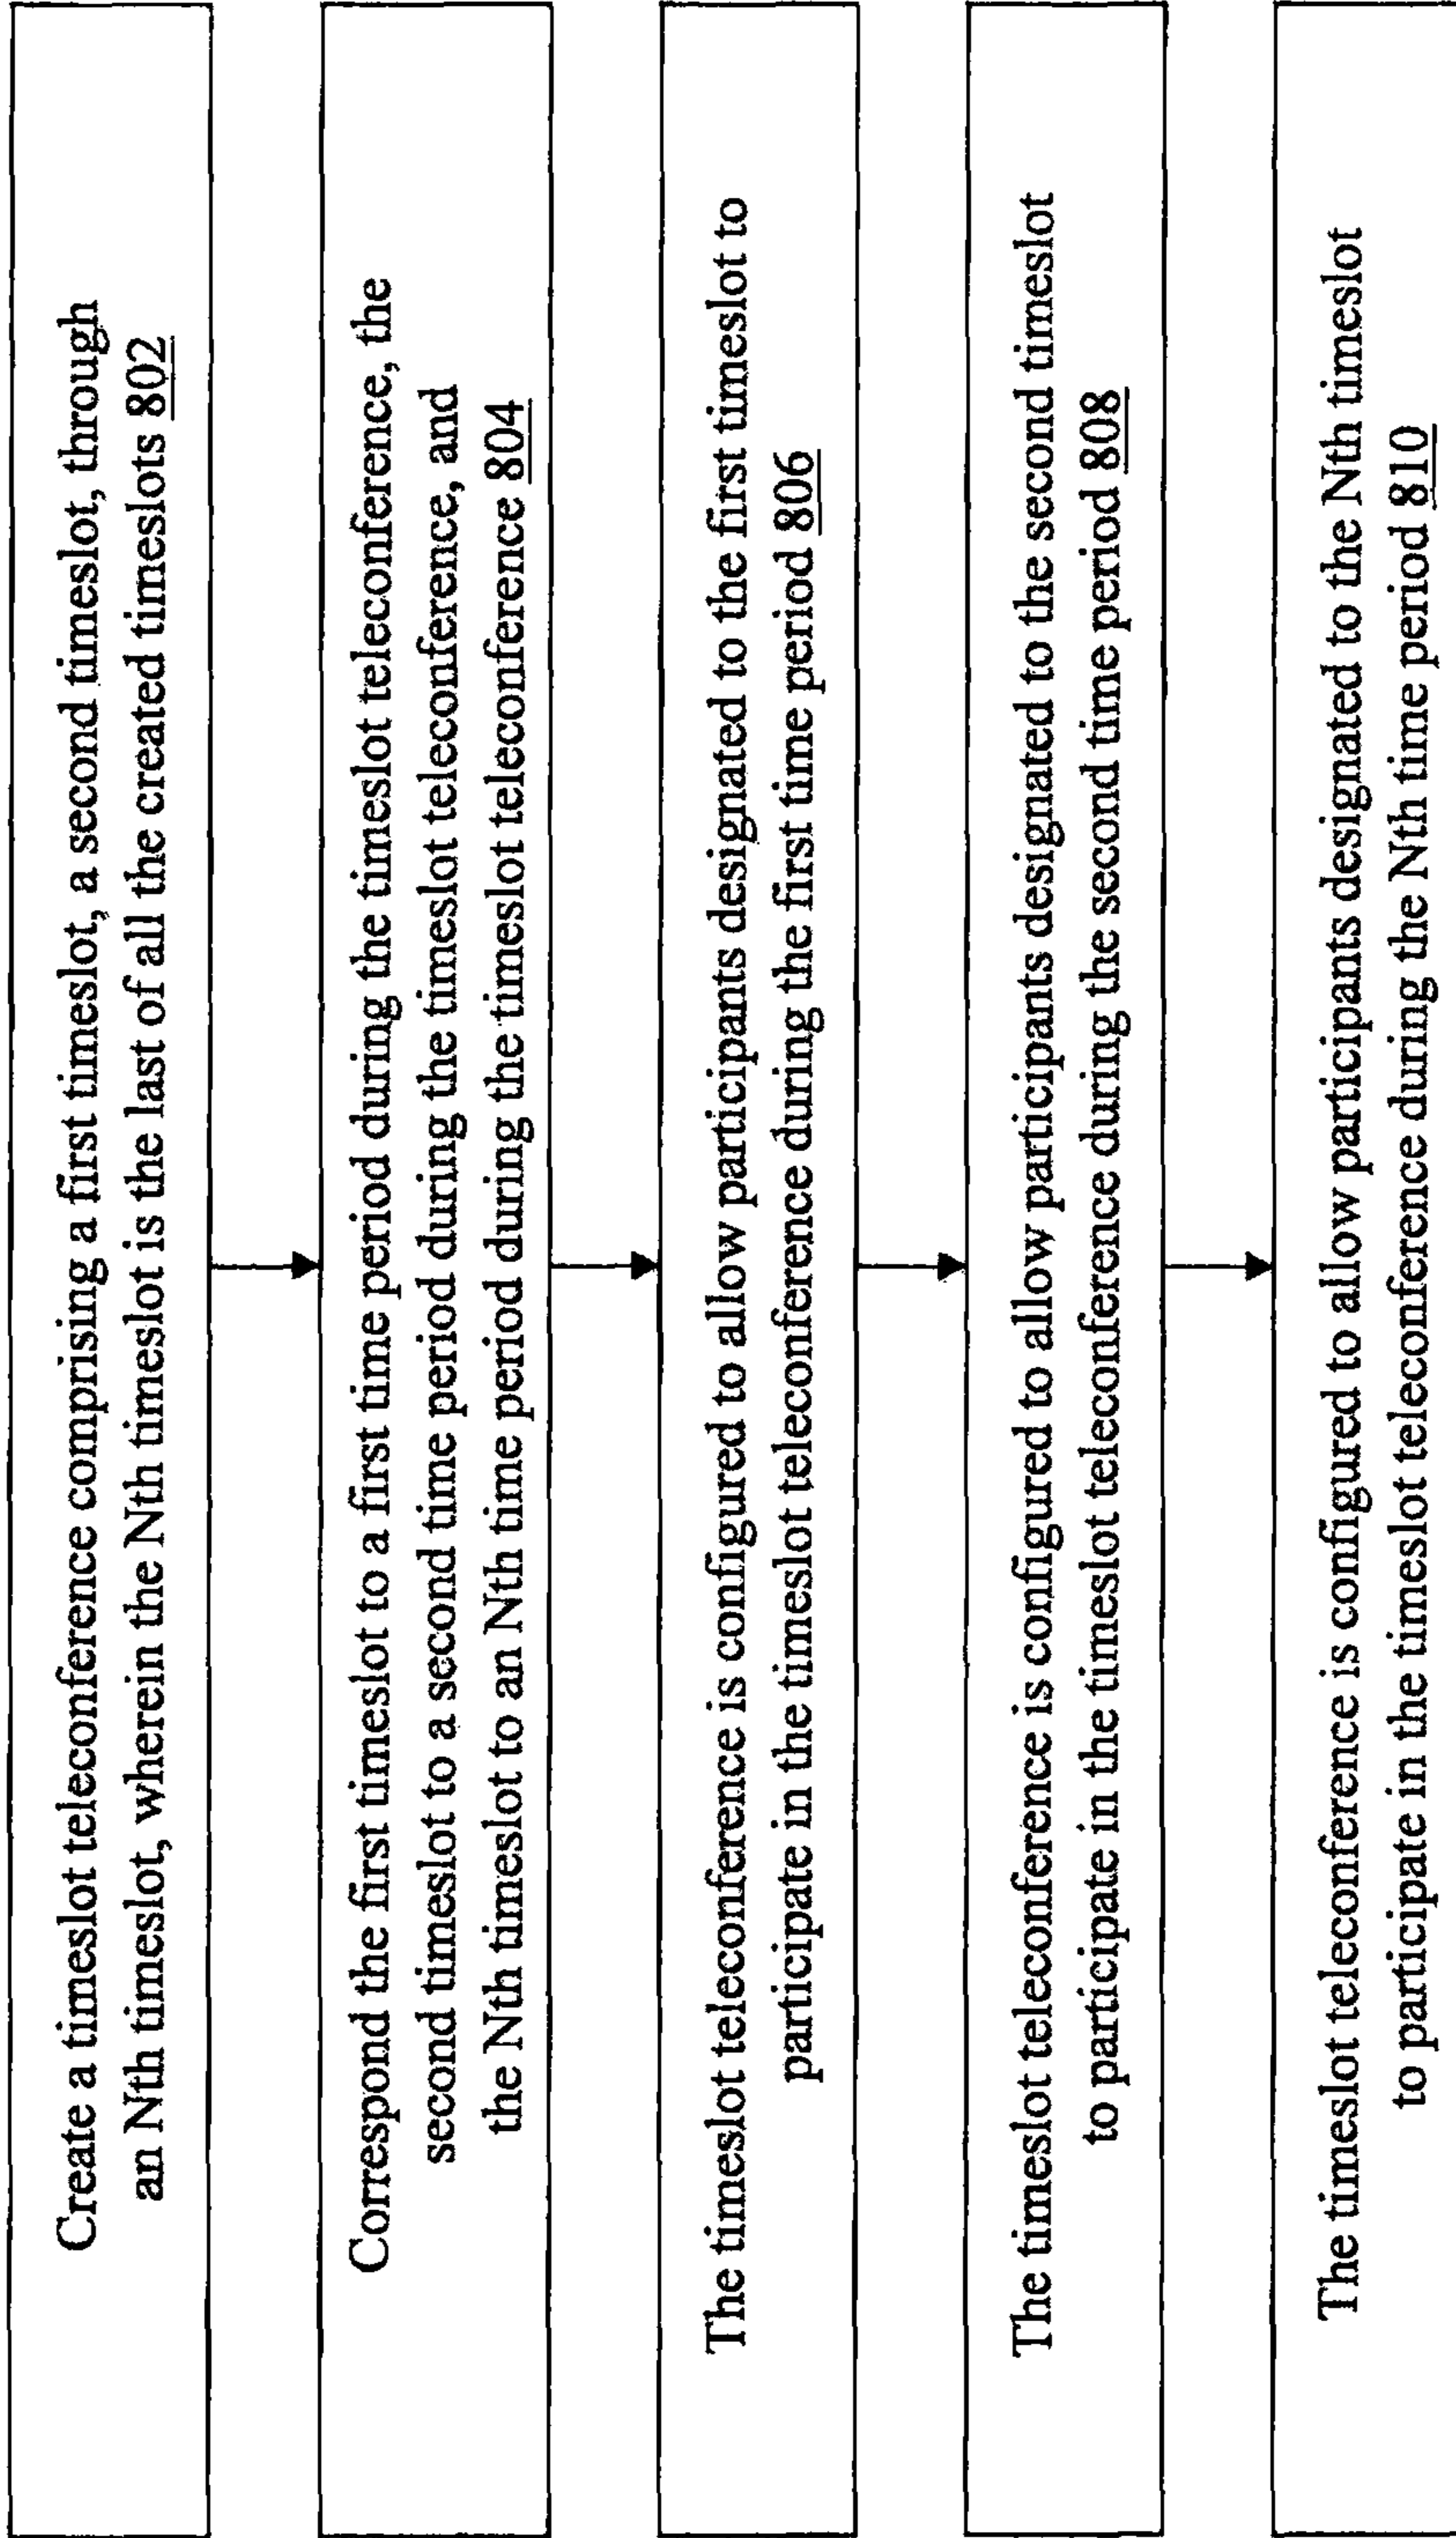 Create a timeslot teleconference comprising a first timeslot, a second timeslot, through
an Nth timeslot, wherein the Nth timeslot is the last of all the created timeslots 802
Correspond the first timeslot to a first time period during the timeslot teleconference, the
second timeslot to a second time period during the timeslot teleconference, and
the Nth timeslot to an Nth time period during the timeslot teleconference 804
The timeslot teleconference is configured to allow participants designated to the first timeslot to
participate in the timeslot teleconference during the first time period 806
The timeslot teleconference is configured to allow participants designated to the second timeslot
to participate in the timeslot teleconference during the second time period 808
The timeslot teleconference is configured to allow participants designated to the Nth timeslot
to participate in the timeslot teleconference during the Nth time period 810